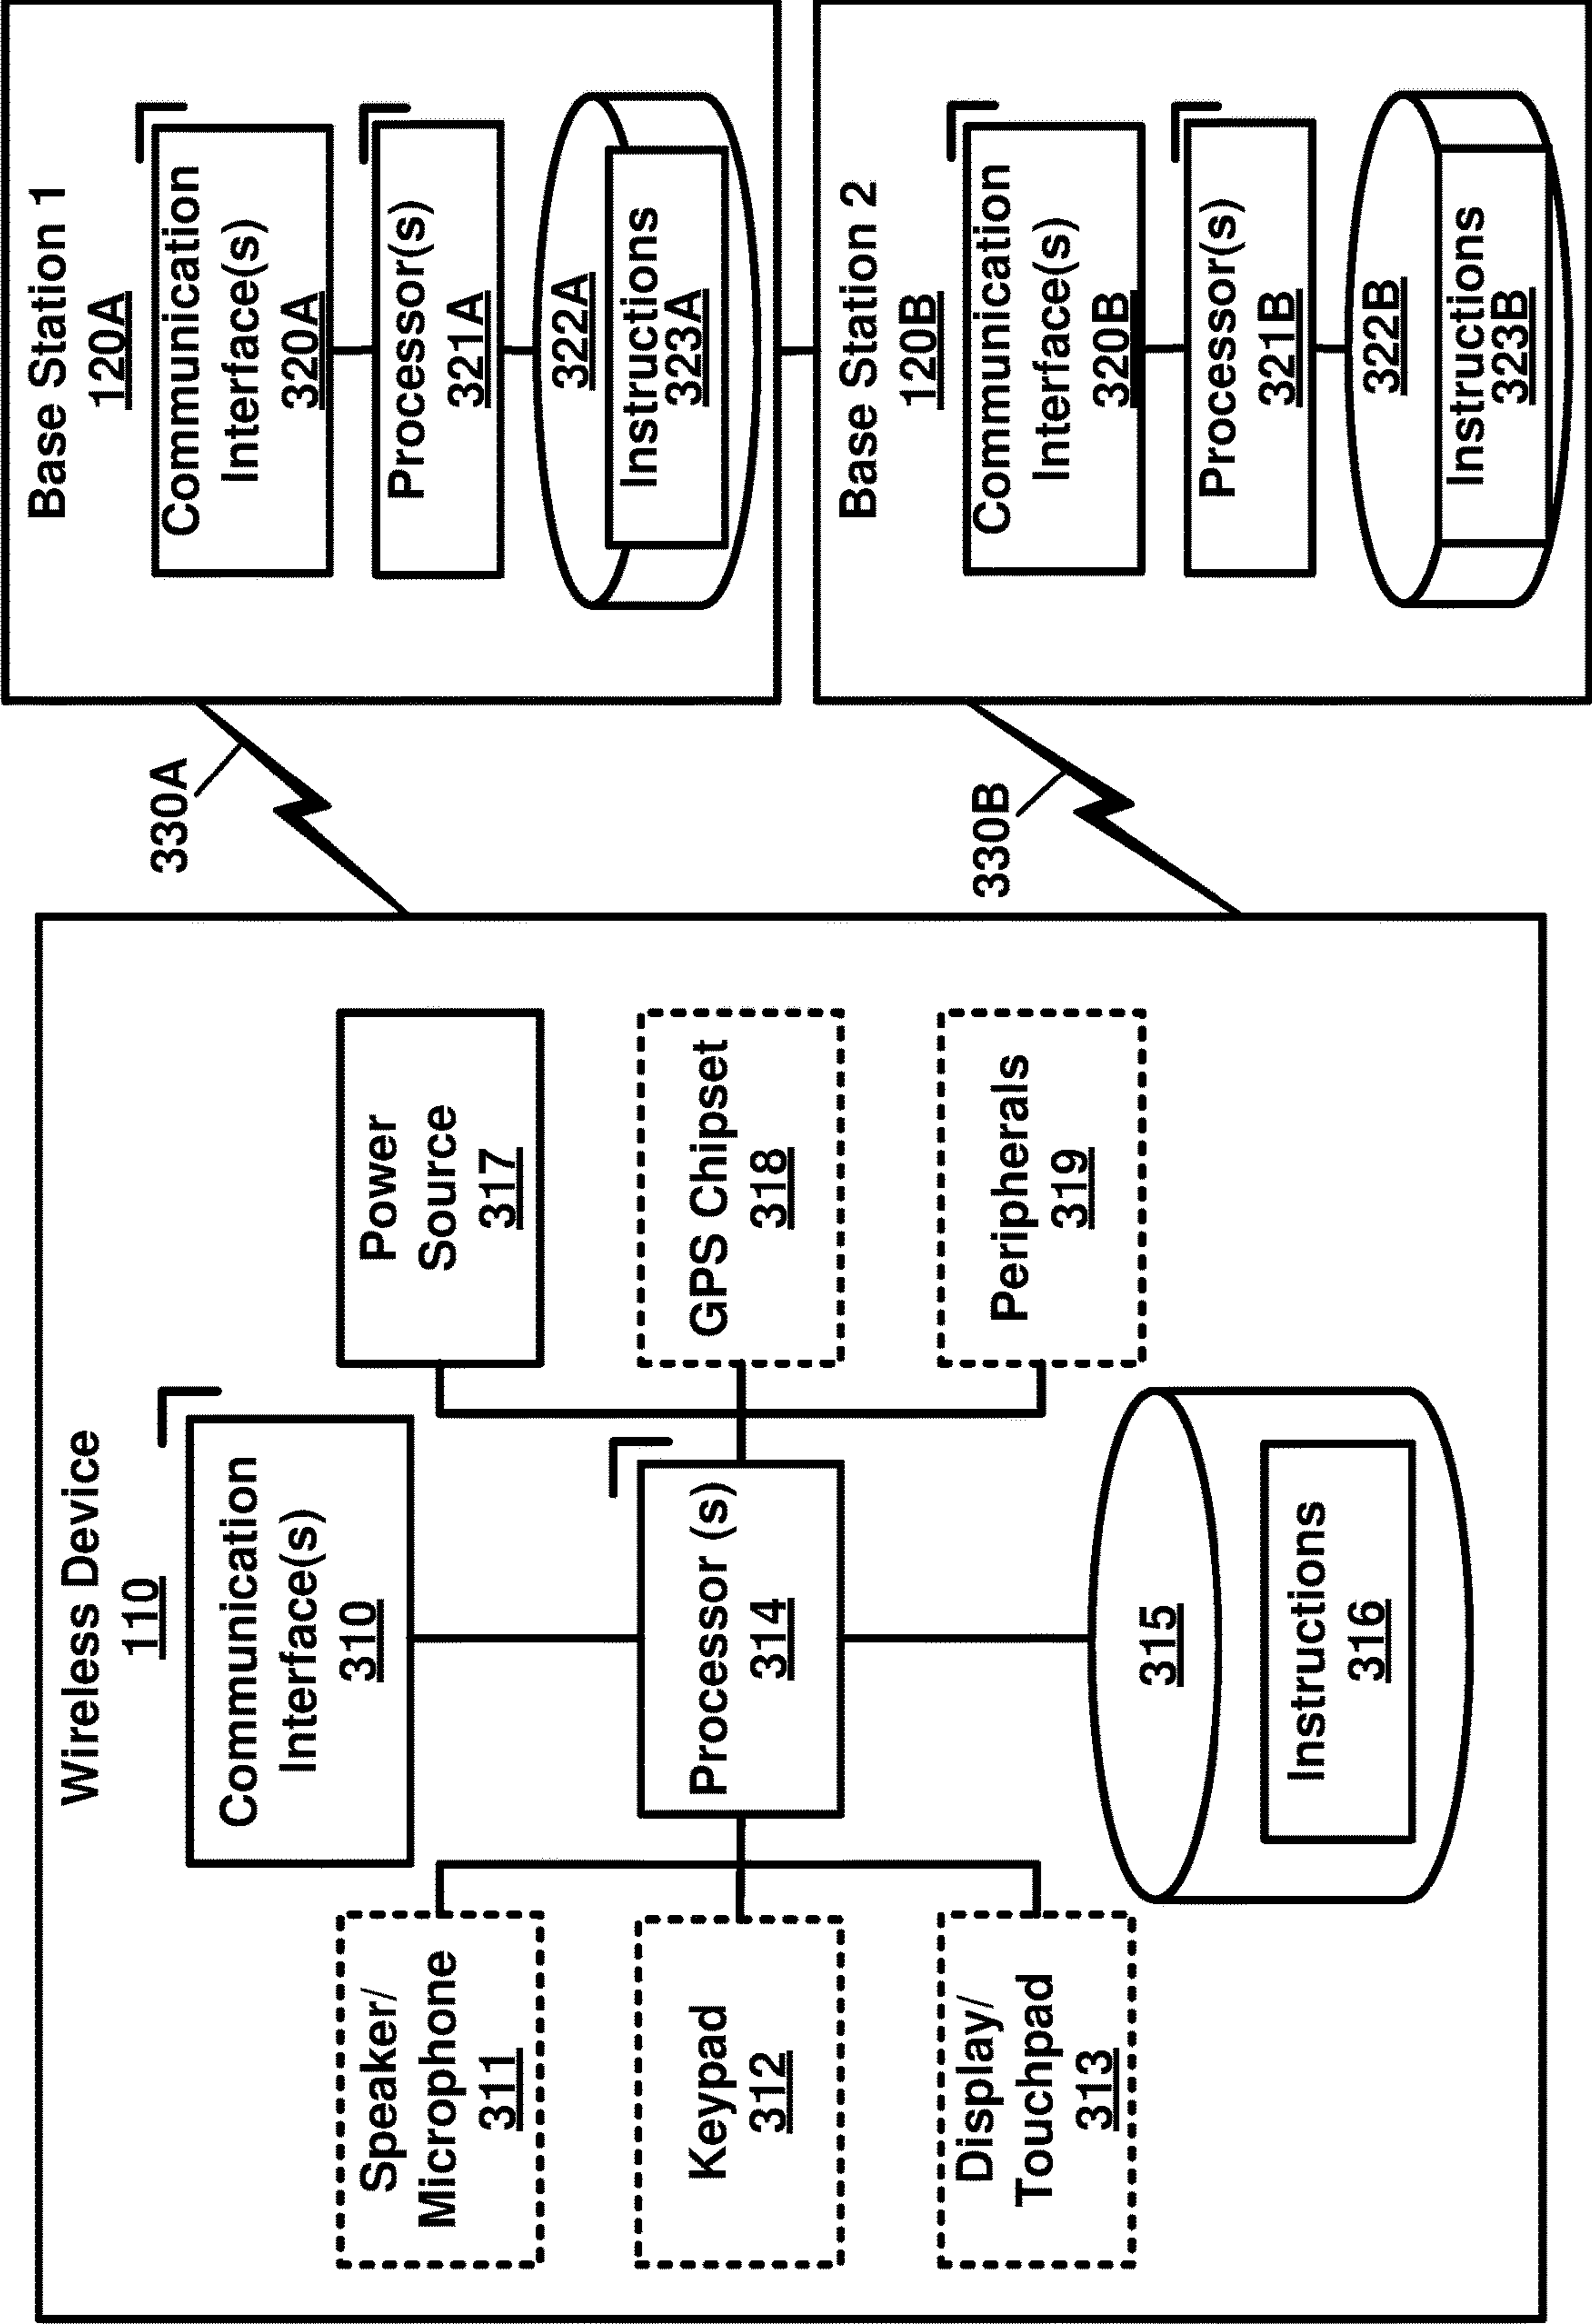 Wireless Device
110
Communication
Interface(s)
310
Speaker/
Microphone
311
Keypad
312
Display/
Touchpad
313
Processor (s)
314
Power
Source
317
GPS Chipset
318
Peripherals
319
315
Instructions
316
330A
330B
Base Station 1
120A
Communication
Interface(s)
320A
Processor(s)
321A
322A
Instructions
323A
Base Station 2
120B
Communication
Interface(s)
320B
Processor(s)
321B
322B
Instructions
323B